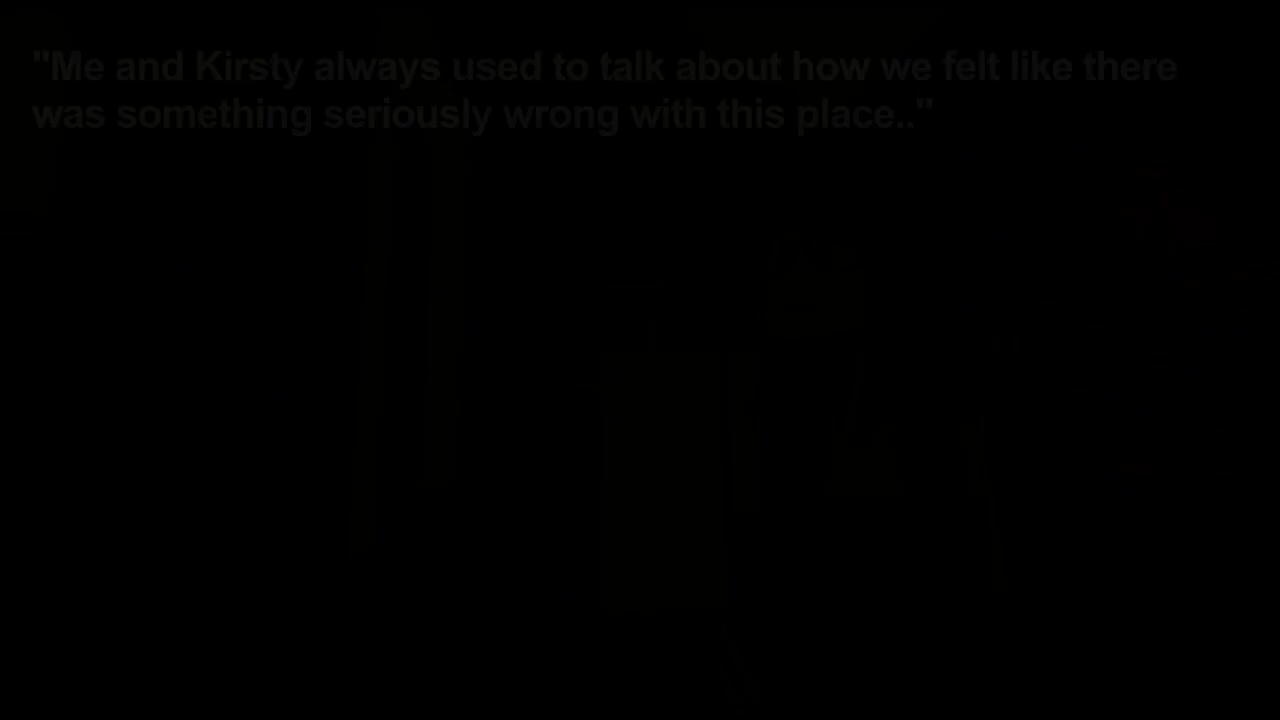 "Me and Kirsty always used to talk about how we felt like there
was something seriously wrong with this place.."